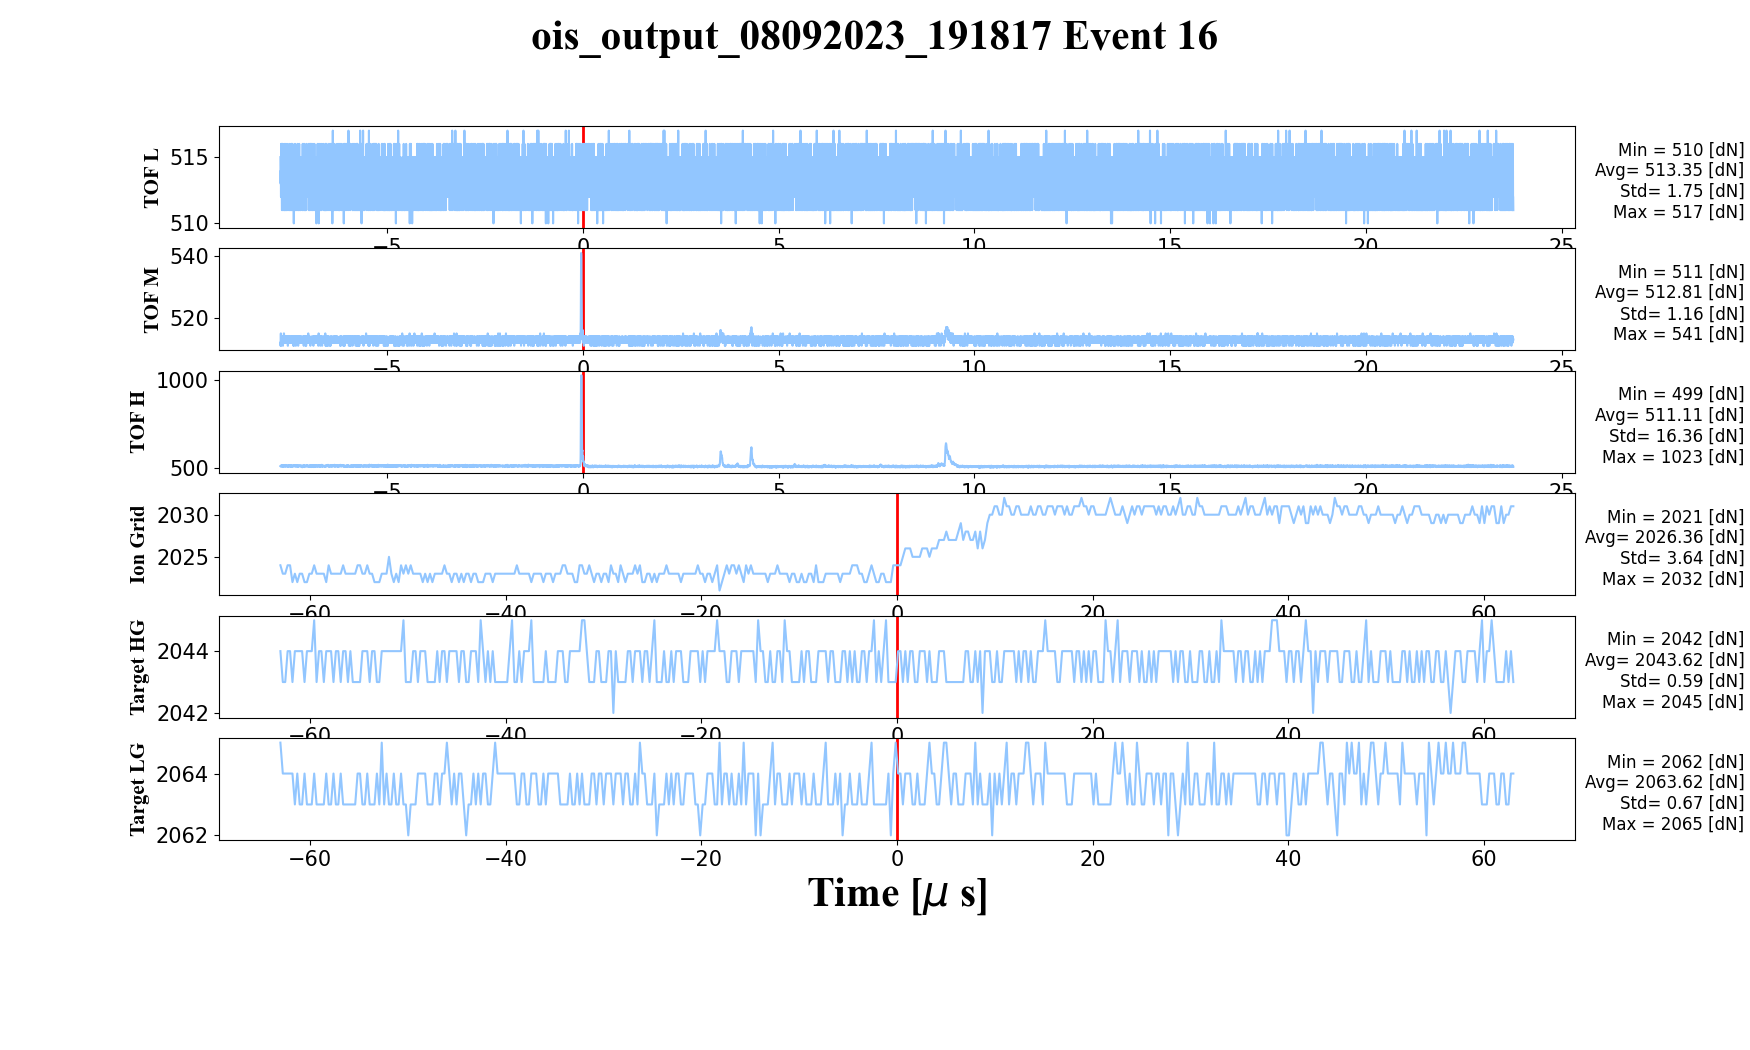 ois_output_08092023_191817 Event 16
TOF L
515
510
−5
0
5
10
15
20
25
Min = 510 [dN]
Avg= 513.35 [dN]
Std= 1.75 [dN]
Max = 517 [dN]
TOF M
540
520
−5
0
5
10
15
20
25
Min = 511 [dN]
Avg= 512.81 [dN]
Std= 1.16 [dN]
Max = 541 [dN]
TOF H
1000
500
−5
0
5
10
15
20
25
Min = 499 [dN]
Avg= 511.11 [dN]
Std= 16.36 [dN]
Max = 1023 [dN]
Ion Grid
2030
2025
−60
−40
−20
0
20
40
60
Min = 2021 [dN]
Avg= 2026.36 [dN]
Std= 3.64 [dN]
Max = 2032 [dN]
Target HG
2044
2042
−60
−40
−20
0
20
40
60
Min = 2042 [dN]
Avg= 2043.62 [dN]
Std= 0.59 [dN]
Max = 2045 [dN]
Target LG
2064
2062
−60
−40
−20
0
20
40
60
Min = 2062 [dN]
Avg= 2063.62 [dN]
Std= 0.67 [dN]
Max = 2065 [dN]
Time [μ s]